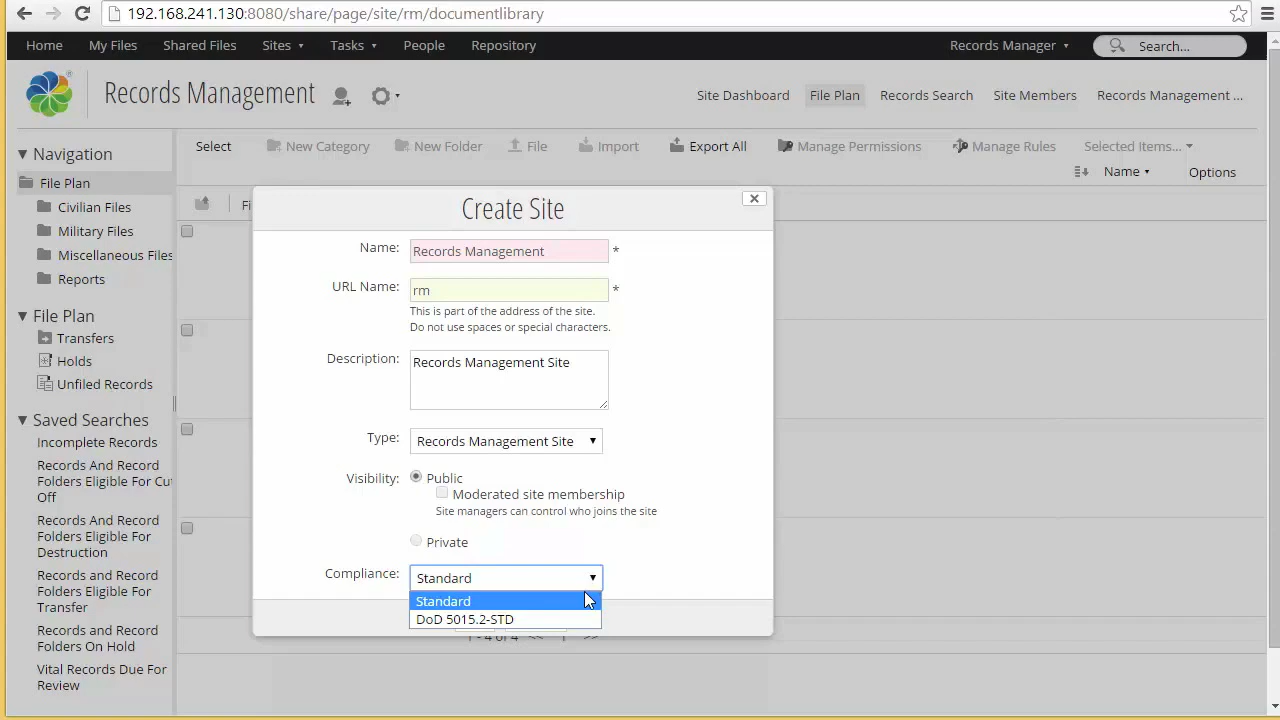 192.168.241.130:8080/share/page/site/rm/documentlibrary
Home My Files Shared Files Sites Tasks People Repository Records Manager Search...
Records Management Site Dashboard File Plan Records Search Site Members Records Management ...
Select New Category New Folder File Import Export All Manage Permissions Manage Rules Selected Items...
Name Options
Navigation
File Plan
Civilian Files
Military Files
Miscellaneous Files
Reports
File Plan
Transfers
Holds
Unfiled Records
Saved Searches
Incomplete Records
Records And Record
Folders Eligible For Cu
Off
Records And Record
Folders Eligible For
Destruction
Records and Record
Folders Eligible For
Transfer
Records and Record
Folders On Hold
Vital Records Due For
Review
Fi
Create Site
Name: Records Management *
URL Name: rm *
This is part of the address of the site.
Do not use spaces or special characters.
Description: Records Management Site
Type: Records Management Site
Visibility: Public
Moderated site membership
Site managers can control who joins the site
Private
Compliance: Standard
Standard
DoD 5015.2-STD
1 - 4 of 4 << >>